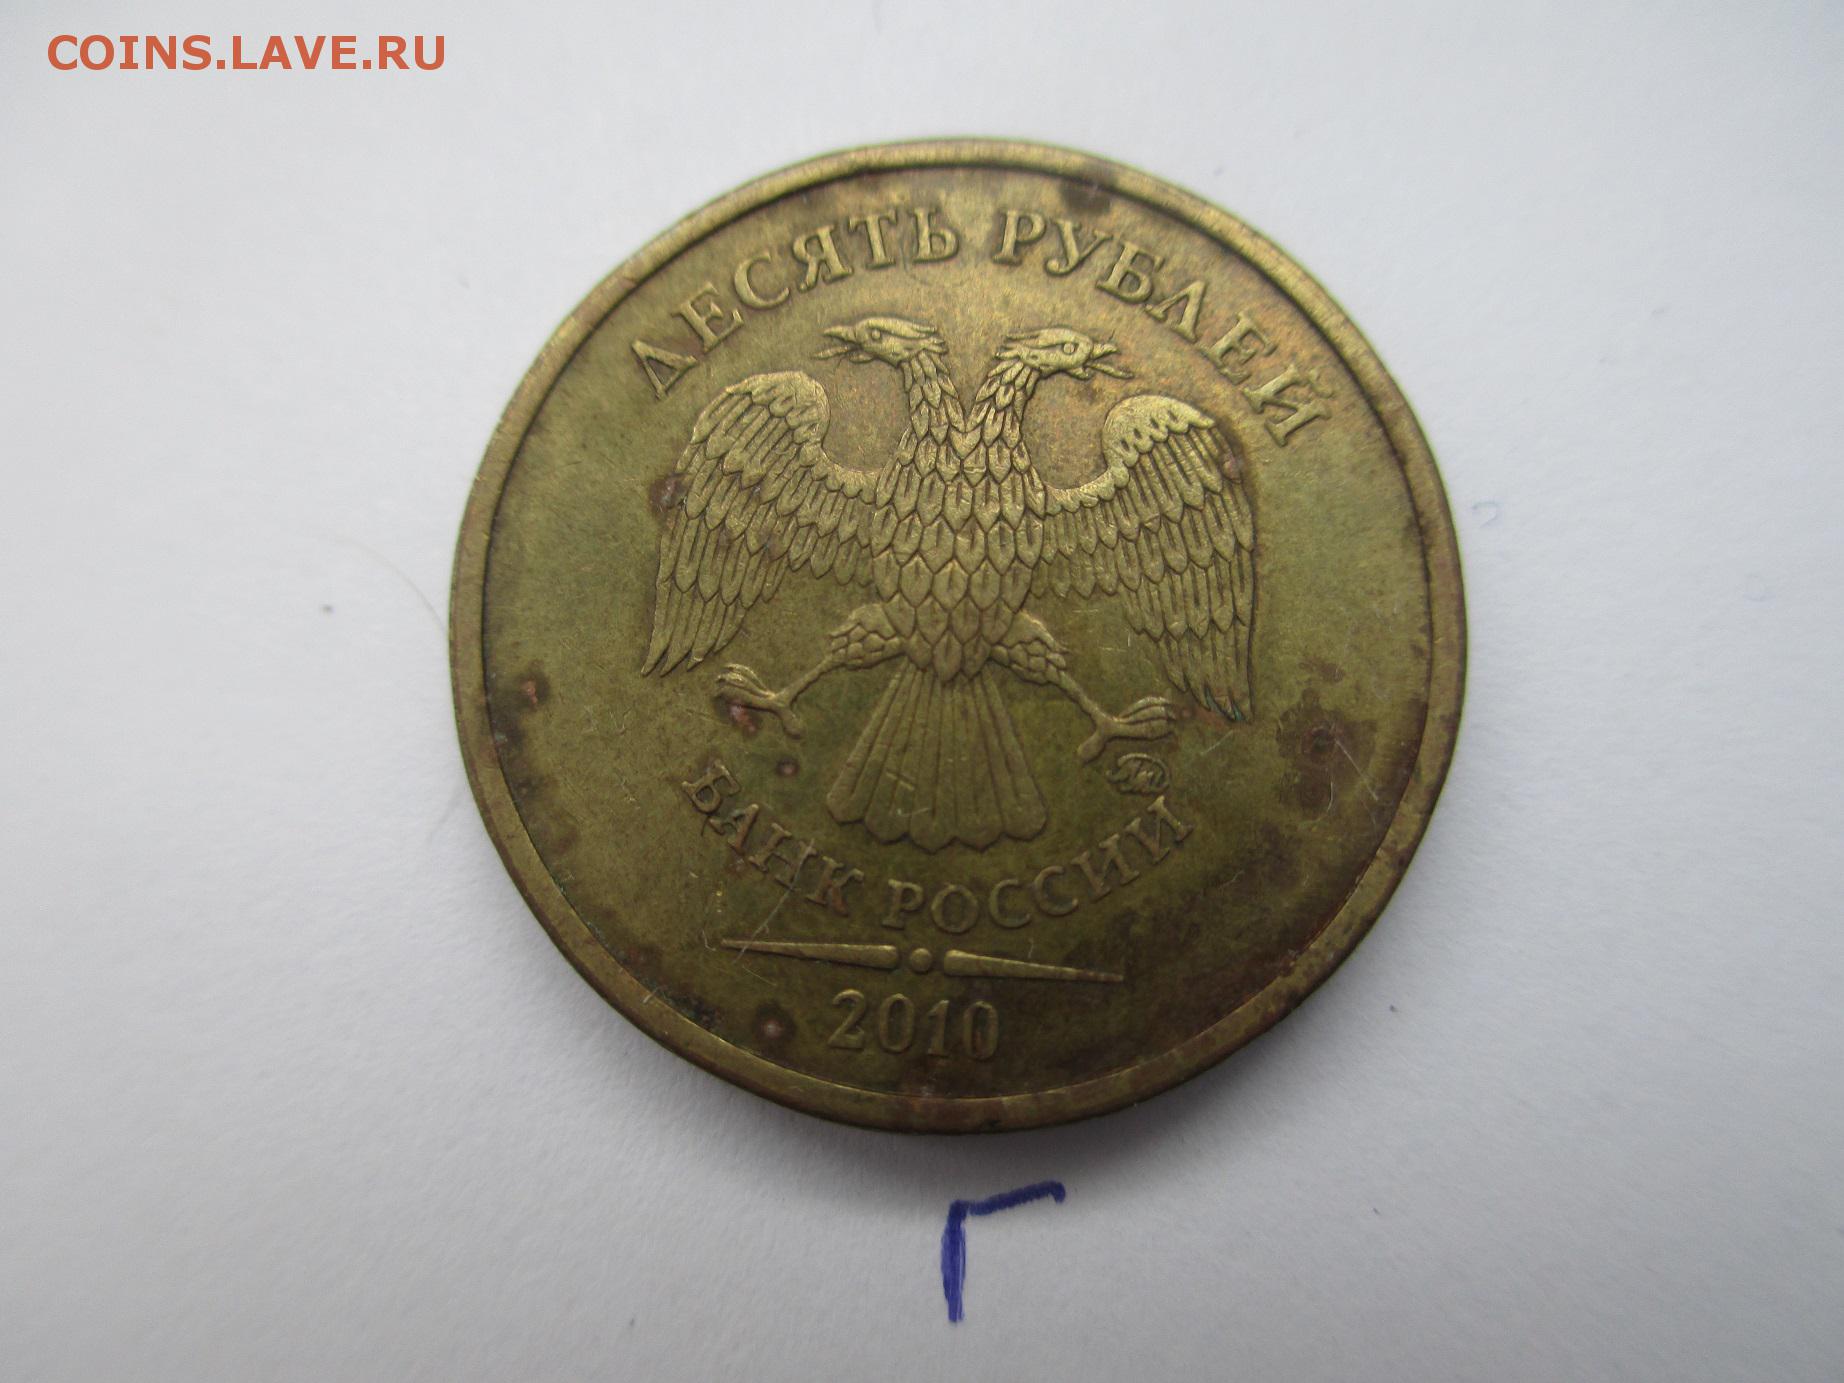 COINS.LAVE.RU
ДЕСЯТЬ РУБЛЕЙ
БАНК РОССИИ
2010
Г